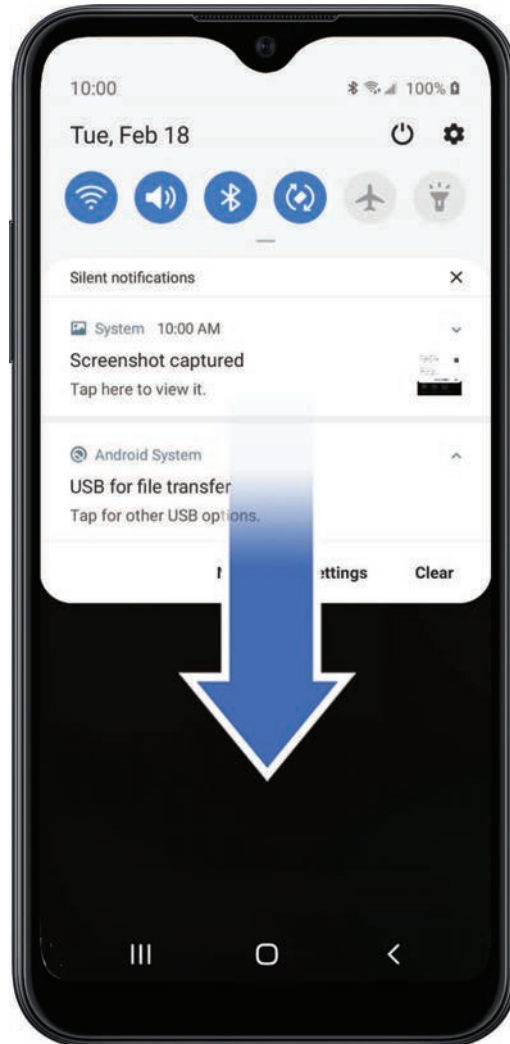 10:00 100%
Tue, Feb 18
Silent notifications
System 10:00 AM
Screenshot captured
Tap here to view it.
Android System
USB for file transfer
Tap for other USB options.
Clear